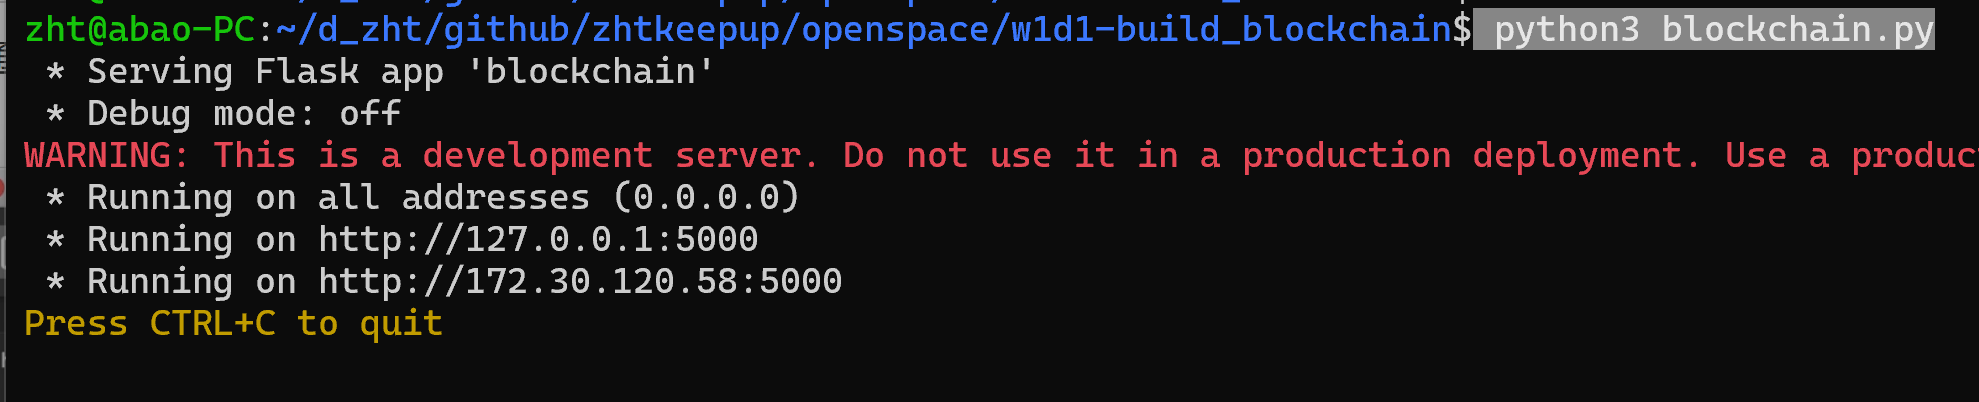 zht@abao-PC:~/d_zht/github/zhtkeepup/openspace/w1d1-build_blockchain$ python3 blockchain.py
 * Serving Flask app 'blockchain'
 * Debug mode: off
WARNING: This is a development server. Do not use it in a production deployment. Use a
 * Running on all addresses (0.0.0.0)
 * Running on http://127.0.0.1:5000
 * Running on http://172.30.120.58:5000
Press CTRL+C to quit